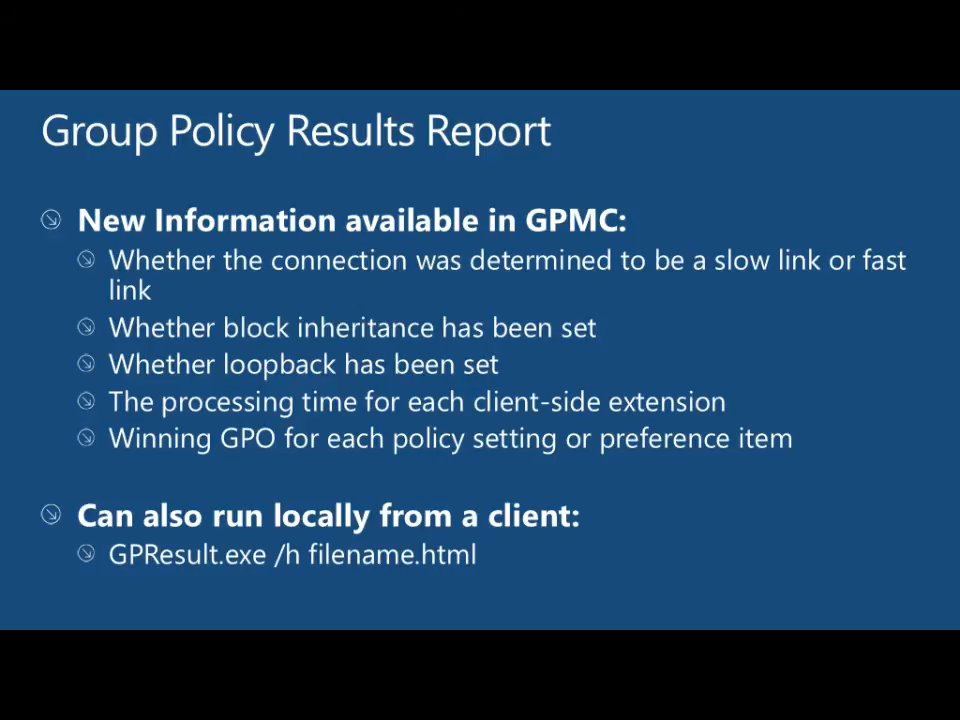 Group Policy Results Report
New Information available in GPMC:
Whether the connection was determined to be a slow link or fast
link
Whether block inheritance has been set
Whether loopback has been set
The processing time for each client-side extension
Winning GPO for each policy setting or preference item
Can also run locally from a client:
GPResult.exe /h filename.html